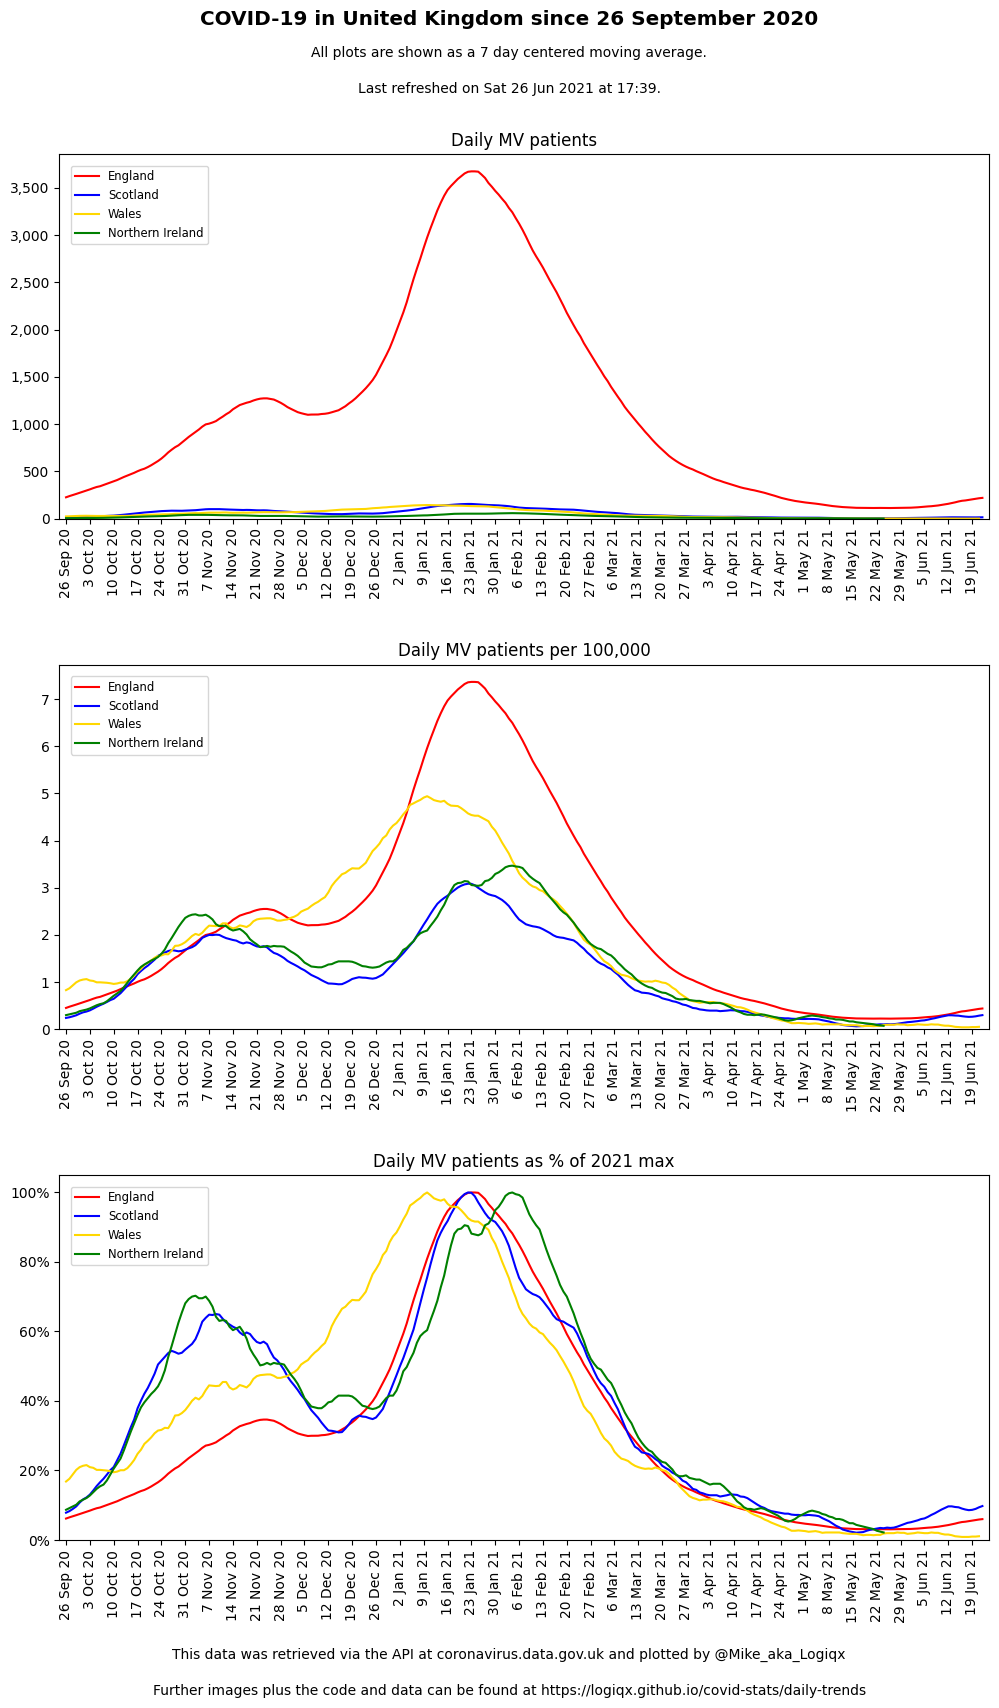 COVID-19 in United Kingdom since 26 September 2020
All plots are shown as a 7 day centered moving average.
Last refreshed on Sat 26 Jun 2021 at 17:39.
Daily MV patients
England
Scotland
Wales
Northern Ireland
3,500
3,000
2,500
2,000
1,500
1,000
500
0
26 Sep 20
3 Oct 20
10 Oct 20
17 Oct 20
24 Oct 20
31 Oct 20
7 Nov 20
14 Nov 20
21 Nov 20
28 Nov 20
5 Dec 20
12 Dec 20
19 Dec 20
26 Dec 20
2 Jan 21
9 Jan 21
16 Jan 21
23 Jan 21
30 Jan 21
6 Feb 21
13 Feb 21
20 Feb 21
27 Feb 21
6 Mar 21
13 Mar 21
20 Mar 21
27 Mar 21
3 Apr 21
10 Apr 21
17 Apr 21
24 Apr 21
1 May 21
8 May 21
15 May 21
22 May 21
29 May 21
5 Jun 21
12 Jun 21
19 Jun 21
Daily MV patients per 100,000
England
Scotland
Wales
Northern Ireland
7
6
5
4
3
2
1
0
26 Sep 20
3 Oct 20
10 Oct 20
17 Oct 20
24 Oct 20
31 Oct 20
7 Nov 20
14 Nov 20
21 Nov 20
28 Nov 20
5 Dec 20
12 Dec 20
19 Dec 20
26 Dec 20
2 Jan 21
9 Jan 21
16 Jan 21
23 Jan 21
30 Jan 21
6 Feb 21
13 Feb 21
20 Feb 21
27 Feb 21
6 Mar 21
13 Mar 21
20 Mar 21
27 Mar 21
3 Apr 21
10 Apr 21
17 Apr 21
24 Apr 21
1 May 21
8 May 21
15 May 21
22 May 21
29 May 21
5 Jun 21
12 Jun 21
19 Jun 21
Daily MV patients as % of 2021 max
England
Scotland
Wales
Northern Ireland
100%
80%
60%
40%
20%
0%
26 Sep 20
3 Oct 20
10 Oct 20
17 Oct 20
24 Oct 20
31 Oct 20
7 Nov 20
14 Nov 20
21 Nov 20
28 Nov 20
5 Dec 20
12 Dec 20
19 Dec 20
26 Dec 20
2 Jan 21
9 Jan 21
16 Jan 21
23 Jan 21
30 Jan 21
6 Feb 21
13 Feb 21
20 Feb 21
27 Feb 21
6 Mar 21
13 Mar 21
20 Mar 21
27 Mar 21
3 Apr 21
10 Apr 21
17 Apr 21
24 Apr 21
1 May 21
8 May 21
15 May 21
22 May 21
29 May 21
5 Jun 21
12 Jun 21
19 Jun 21
This data was retrieved via the API at coronavirus.data.gov.uk and plotted by @Mike_aka_Logiqx
Further images plus the code and data can be found at https://logiqx.github.io/covid-stats/daily-trends